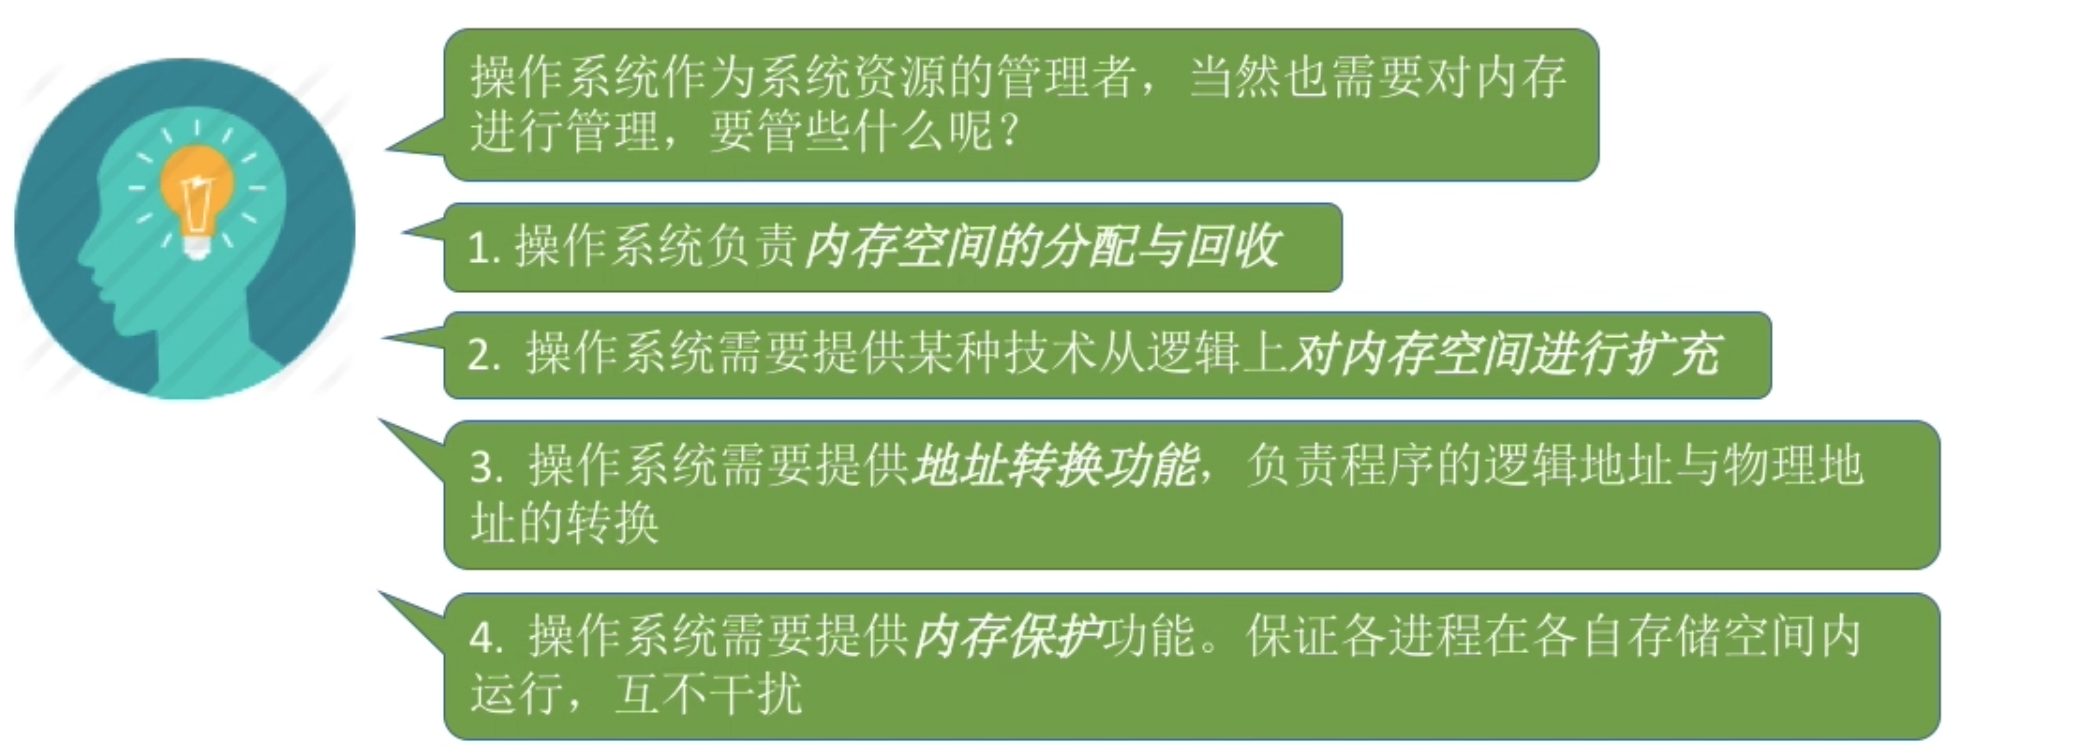 操作系统作为系统资源的管理者，当然也需要对内存
进行管理，要管些什么呢？
1. 操作系统负责内存空间的分配与回收
2. 操作系统需要提供某种技术从逻辑上对内存空间进行扩充
3. 操作系统需要提供地址转换功能，负责程序的逻辑地址与物理地
址的转换
4. 操作系统需要提供内存保护功能。保证各进程在各自存储空间内
运行，互不干扰